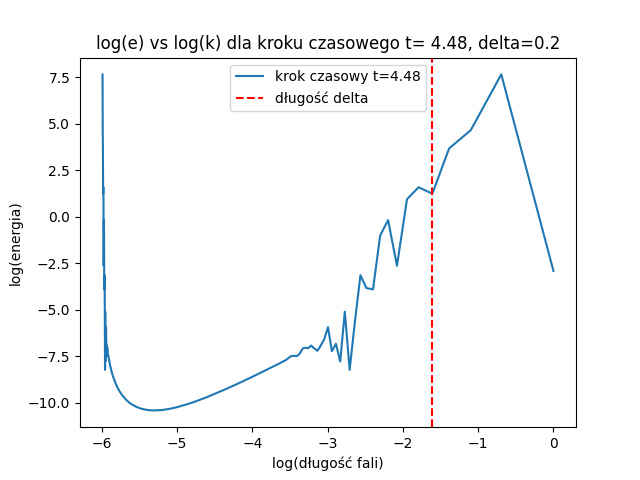 log(e) vs log(k) dla kroku czasowego t= 4.48, delta=0.2
krok czasowy t=4.48
długość delta
7.5
5.0
2.5
0.0
−2.5
−5.0
−7.5
−10.0
log(energia)
−6 −5 −4 −3 −2 −1 0
log(długość fali)